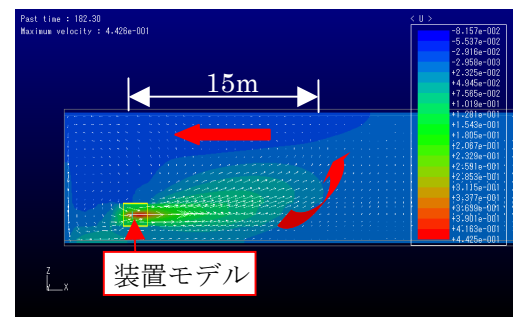 Past time : 182.30
Maximum velocity : 4.426e-001
< U >
-8.157e-002
-5.537e-002
-2.916e-002
-2.958e-003
+2.325e-002
+4.945e-002
+7.565e-002
+1.019e-001
+1.281e-001
+1.543e-001
+1.805e-001
+2.067e-001
+2.329e-001
+2.591e-001
+2.853e-001
+3.115e-001
+3.377e-001
+3.639e-001
+3.901e-001
+4.163e-001
+4.425e-001
15m
装置モデル
Z
Y
X